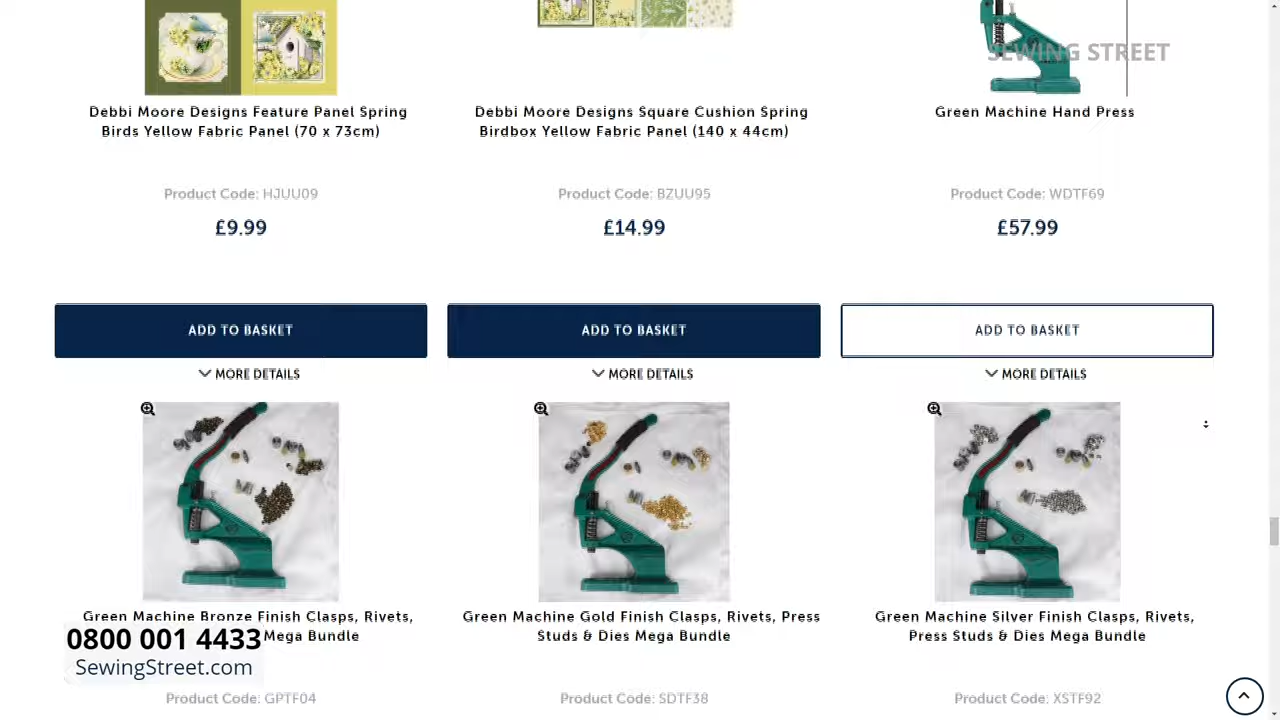 SEWING STREET
Debbi Moore Designs Feature Panel Spring
Birds Yellow Fabric Panel (70 x 73cm)
Product Code: HJUU09
£9.99
ADD TO BASKET
MORE DETAILS
Debbi Moore Designs Square Cushion Spring
Birdbox Yellow Fabric Panel (140 x 44cm)
Product Code: BZUU95
£14.99
ADD TO BASKET
MORE DETAILS
Green Machine Hand Press
Product Code: WDTF69
£57.99
ADD TO BASKET
MORE DETAILS
Green Machine Bronze Finish Clasps, Rivets,
Mega Bundle
Product Code: GPTF04
Green Machine Gold Finish Clasps, Rivets, Press
Studs & Dies Mega Bundle
Product Code: SDTF38
Green Machine Silver Finish Clasps, Rivets,
Press Studs & Dies Mega Bundle
Product Code: XSTF92
0800 001 4433
SewingStreet.com